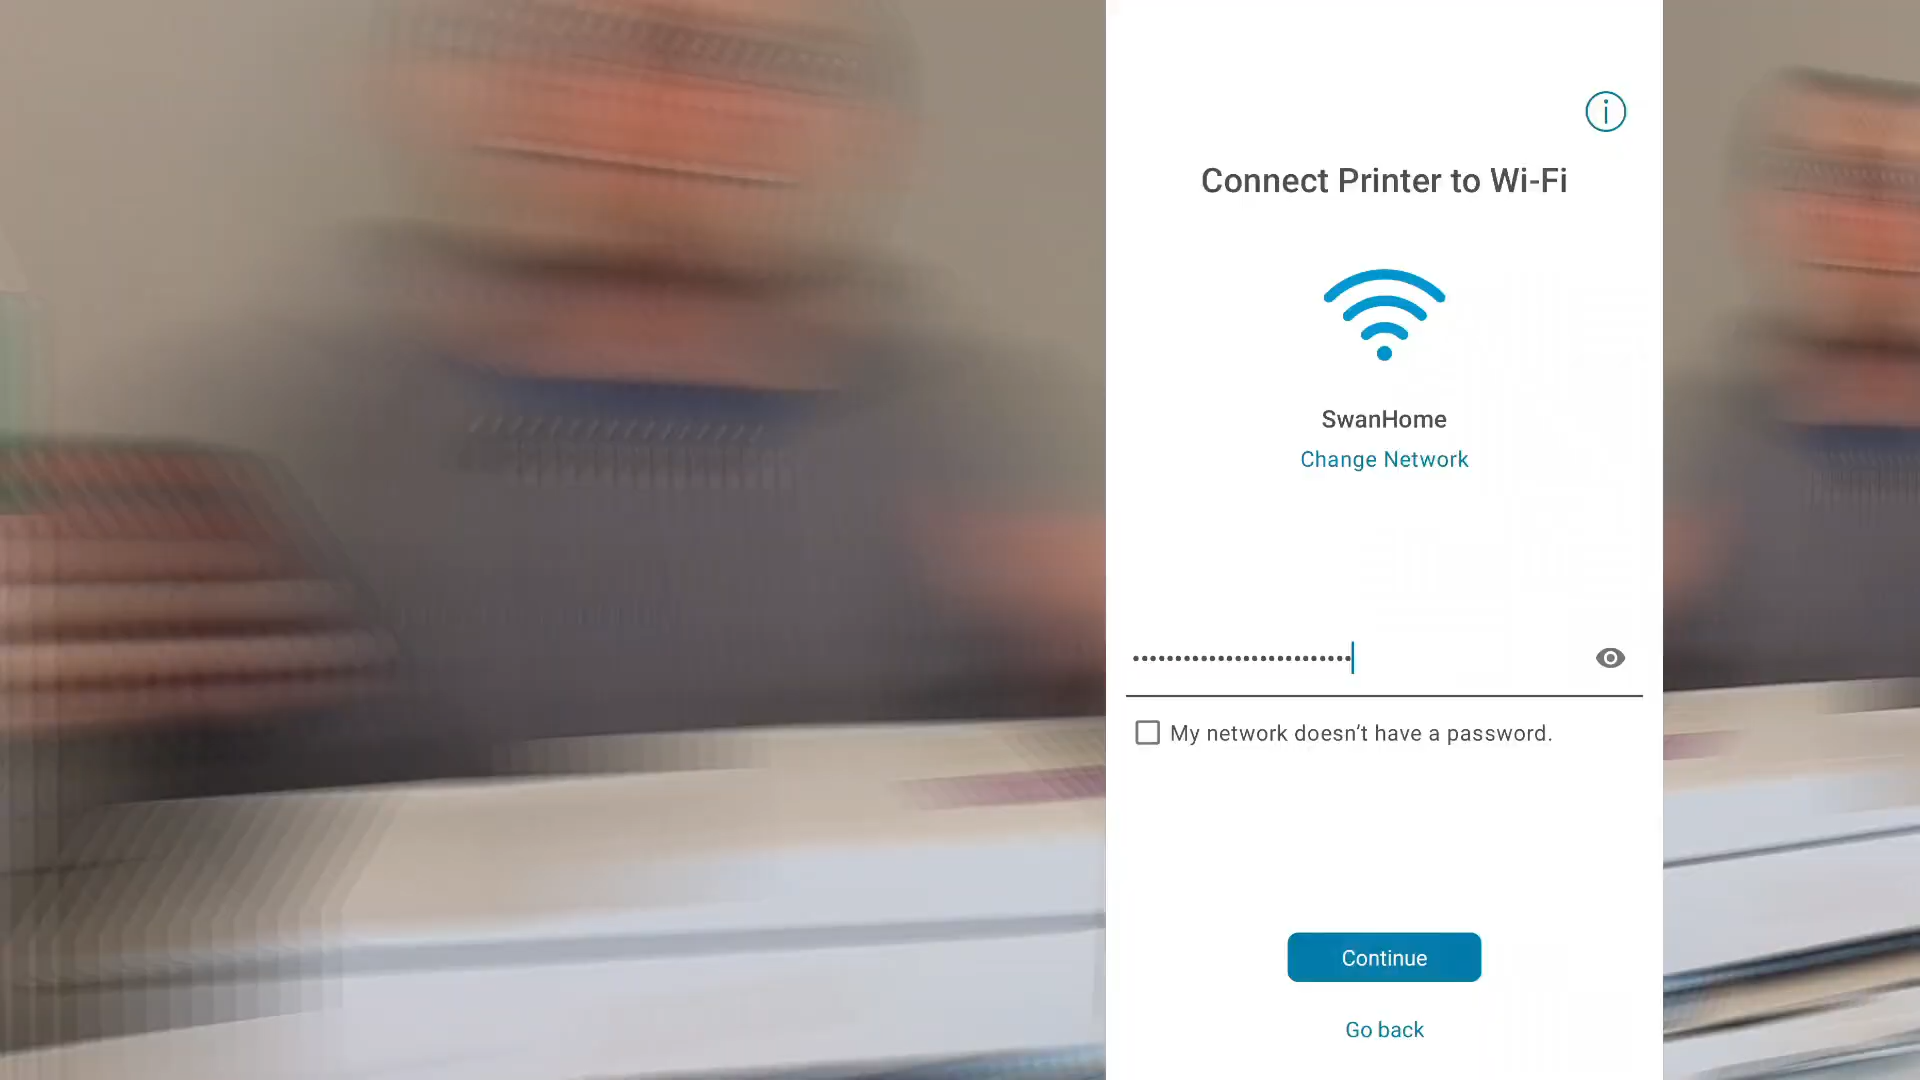 Connect Printer to Wi-Fi
SwanHome
Change Network
••••••••••••••••••••••••••
My network doesn't have a password.
Continue
Go back